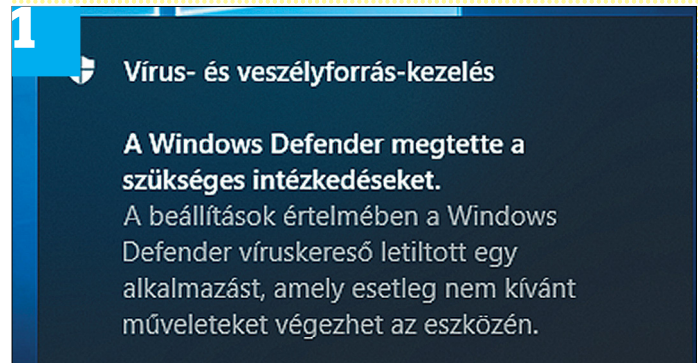 1
Vírus- és veszélyforrás-kezelés
A Windows Defender megtette a
szükséges intézkedéseket.
A beállítások értelmében a Windows
Defender víruskereső letiltott egy
alkalmazást, amely esetleg nem kívánt
műveleteket végezhet az eszközén.